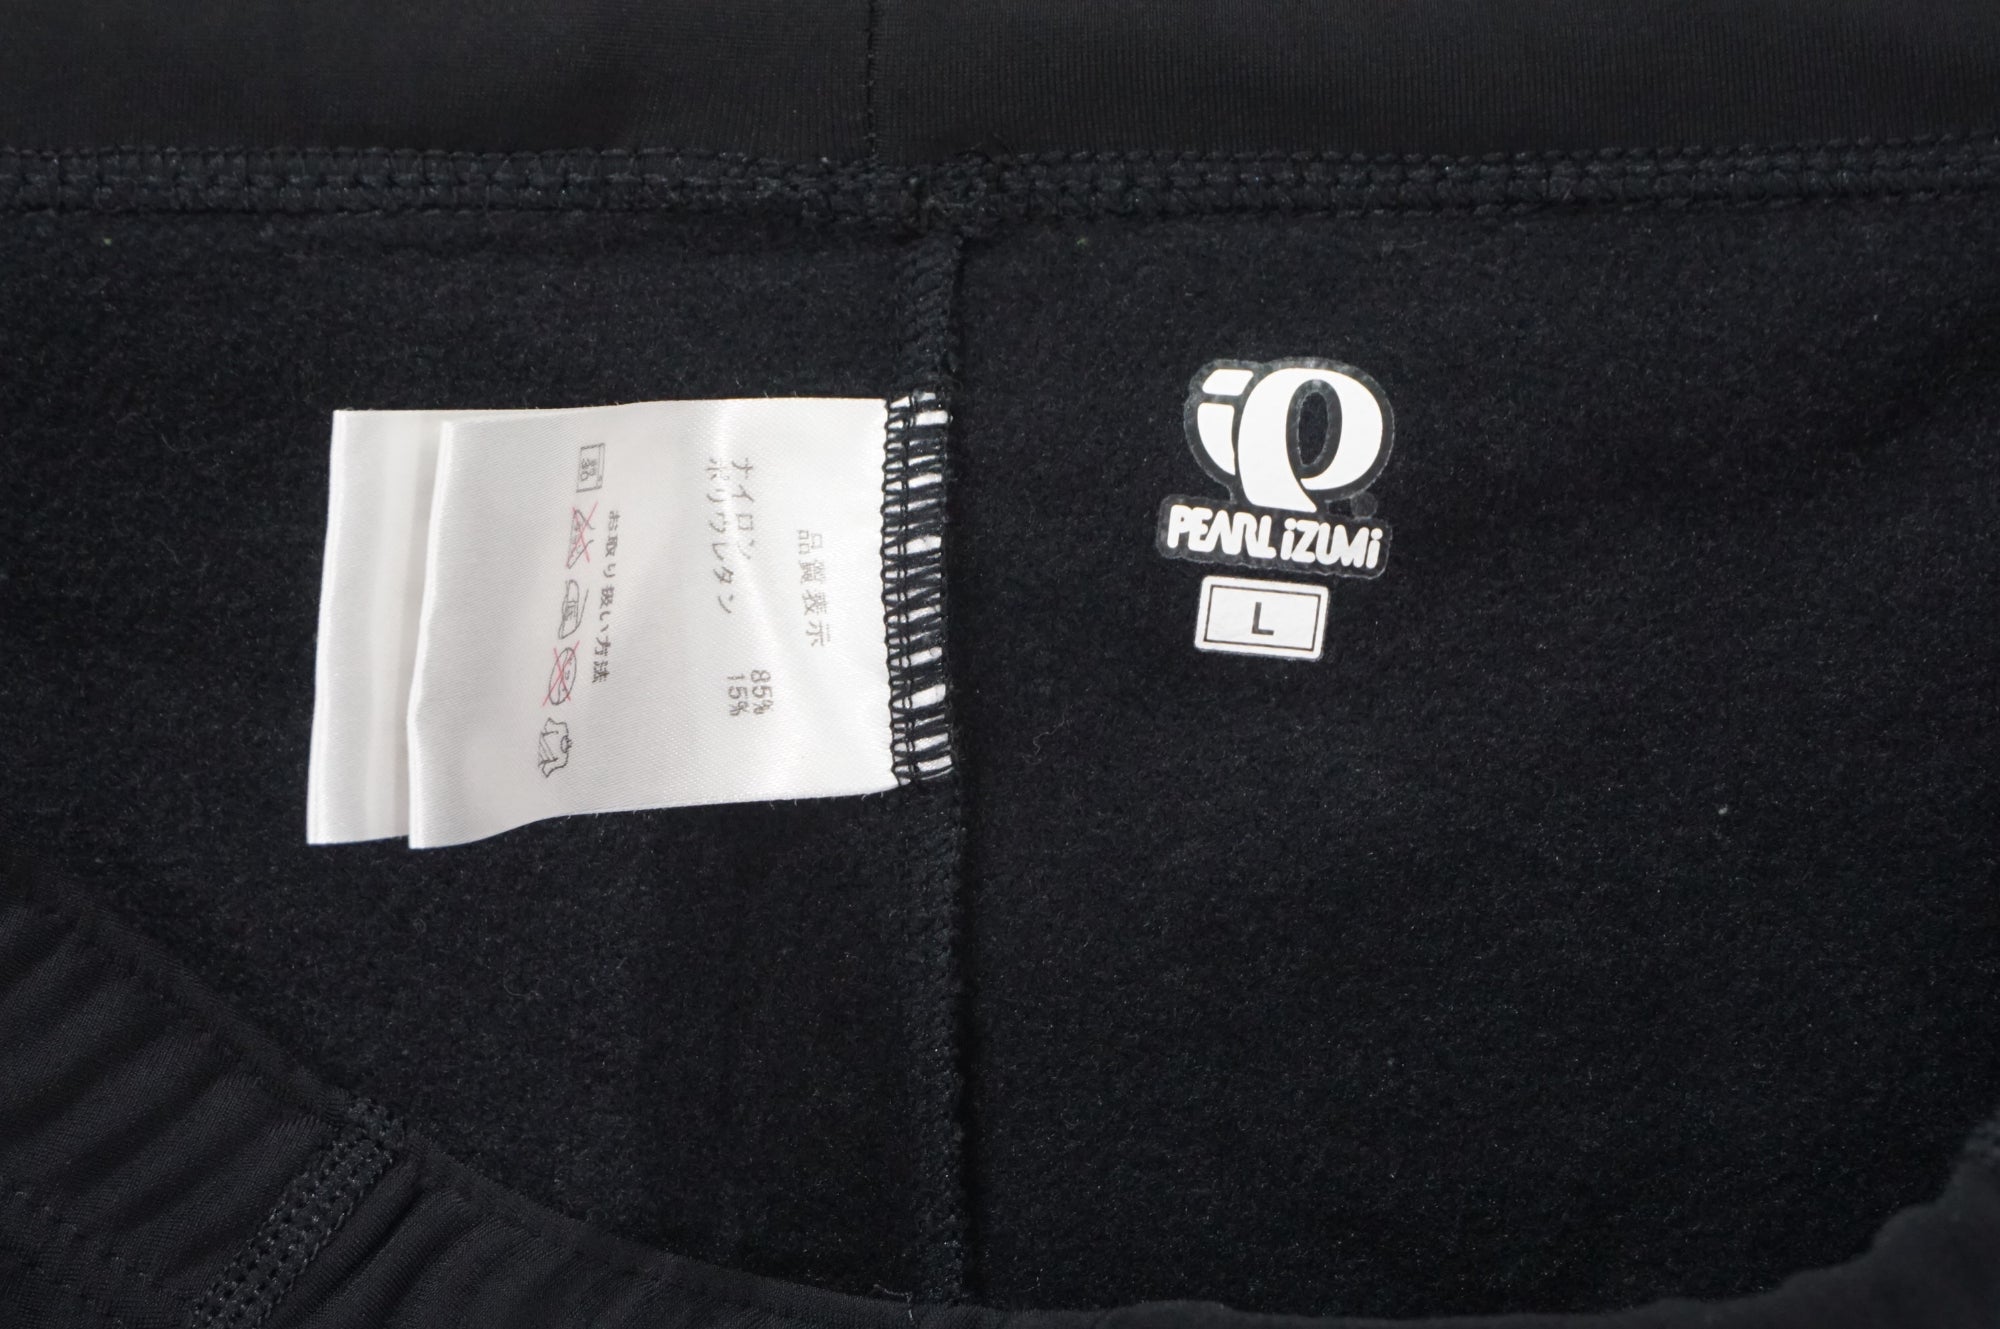 品質表示
ナイロン 85%
ポリウレタン 15%
お取り扱い方法
PEARL iZUMi
L